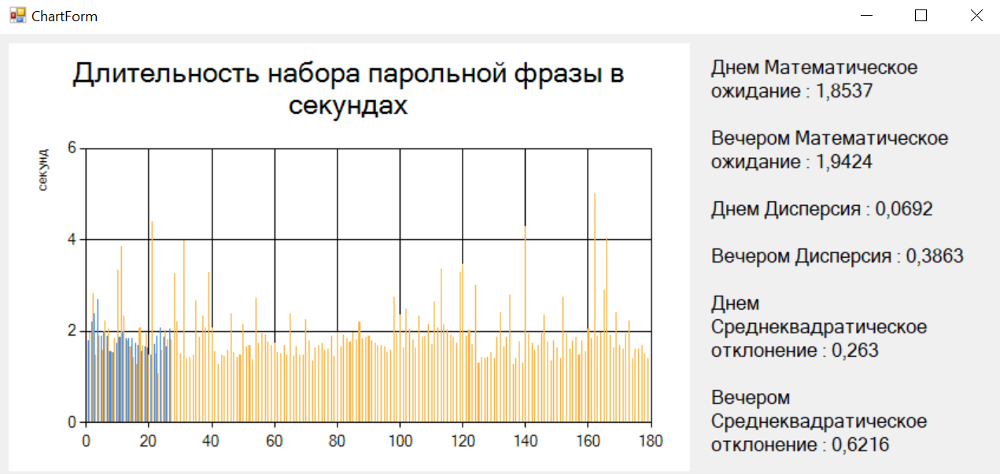 ChartForm
Длительность набора парольной фразы в
секундах
секунд
6
4
2
0
0 20 40 60 80 100 120 140 160 180
Днем Математическое
ожидание : 1,8537
Вечером Математическое
ожидание : 1,9424
Днем Дисперсия : 0,0692
Вечером Дисперсия : 0,3863
Днем
Среднеквадратическое
отклонение : 0,263
Вечером
Среднеквадратическое
отклонение : 0,6216